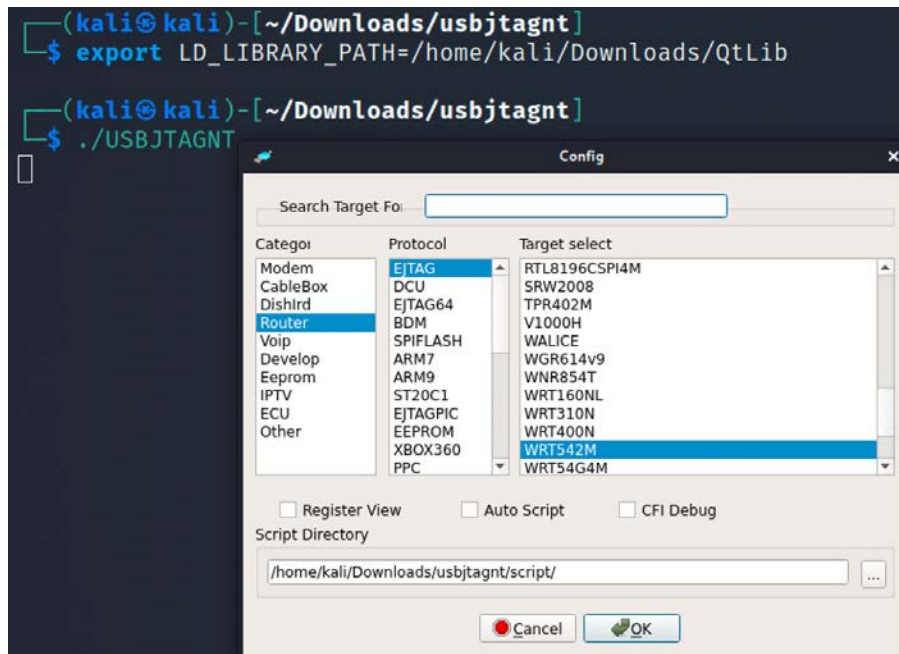 (kali㉿kali)-[~/Downloads/usbjtagnt]
$ export LD_LIBRARY_PATH=/home/kali/Downloads/QtLib
(kali㉿kali)-[~/Downloads/usbjtagnt]
$ ./USBJTAGNT
Config
Search Target Fo
Categor
Modem
CableBox
DishIrd
Router
Voip
Develop
Eeprom
IPTV
ECU
Other
Protocol
EJTAG
DCU
EJTAG64
BDM
SPIFLASH
ARM7
ARM9
ST20C1
EJTAGPIC
EEPROM
XBOX360
PPC
Target select
RTL8196CSPI4M
SRW2008
TPR402M
V1000H
WALICE
WGR614v9
WNR854T
WRT160NL
WRT310N
WRT400N
WRT542M
WRT54G4M
Register View
Auto Script
CFI Debug
Script Directory
/home/kali/Downloads/usbjtagnt/script/
...
Cancel
OK